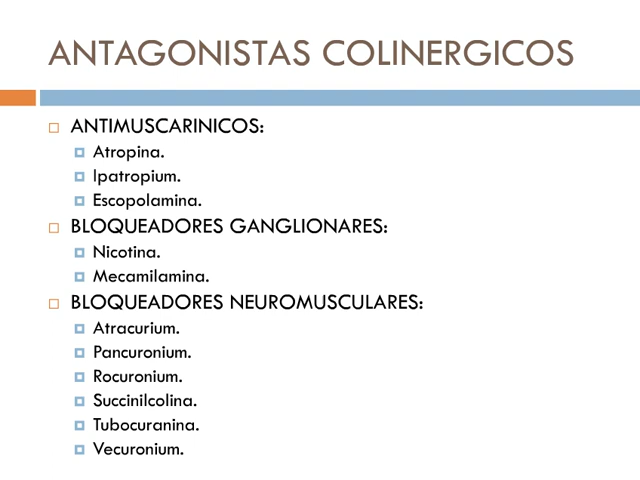 ANTAGONISTAS COLINERGICOS
ANTIMUSCARINICOS:
Atropina.
Ipatropium.
Escopolamina.
BLOQUEADORES GANGLIONARES:
Nicotina.
Mecamilamina.
BLOQUEADORES NEUROMUSCULARES:
Atracurium.
Pancuronium.
Rocuronium.
Succinilcolina.
Tubocuranina.
Vecuronium.